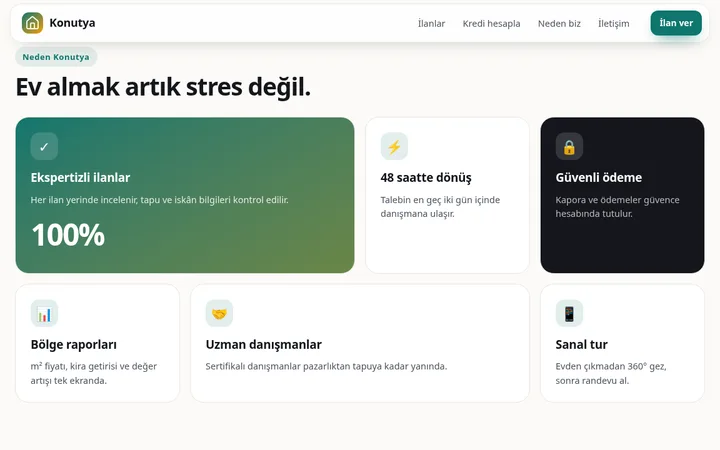 Konutya
İlanlar
Kredi hesapla
Neden biz
İletişim
İlan ver
Neden Konutya
Ev almak artık stres değil.
✓
Ekspertizli ilanlar
Her ilan yerinde incelenir, tapu ve iskân bilgileri kontrol edilir.
100%
48 saatte dönüş
Talebin en geç iki gün içinde
danışmana ulaşır.
Güvenli ödeme
Kapora ve ödemeler güvence
hesabında tutulur.
Bölge raporları
m² fiyatı, kira getirisi ve değer
artışı tek ekranda.
Uzman danışmanlar
Sertifikalı danışmanlar pazarlıktan tapuya kadar yanında.
Sanal tur
Evden çıkmadan 360° gez,
sonra randevu al.